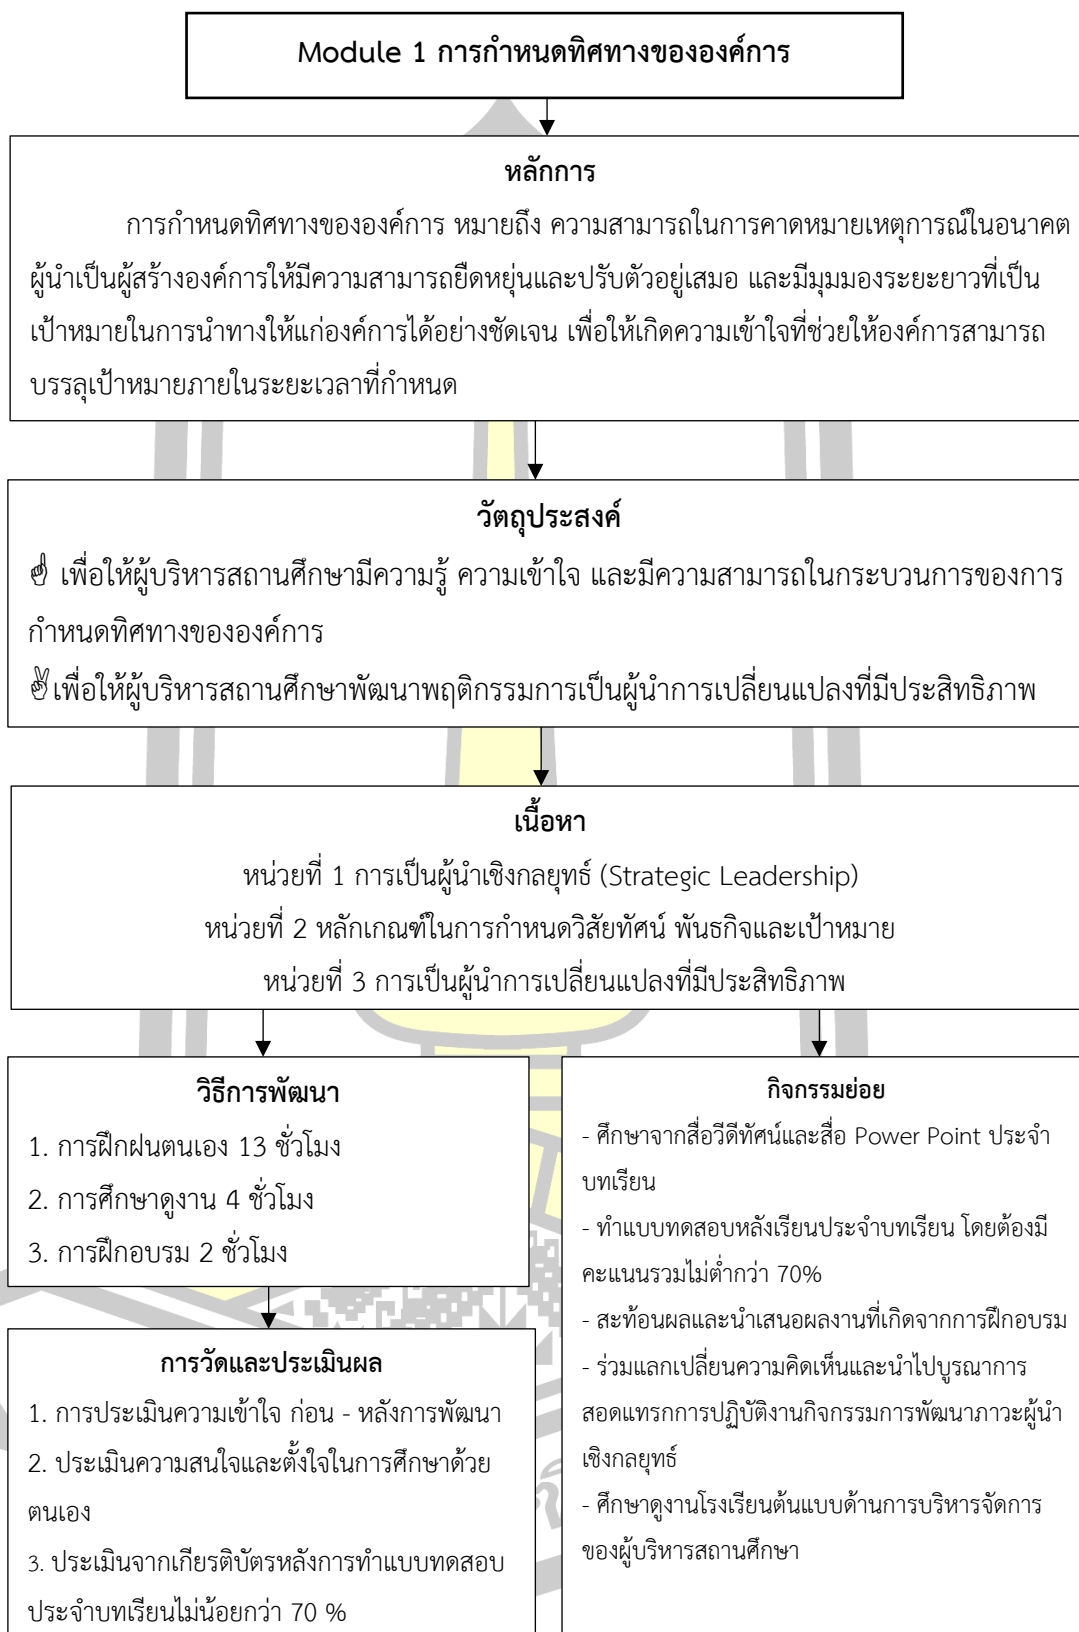 Module 1 การกำหนดทิศทางขององค์การ
หลักการ
การกำหนดทิศทางขององค์การ หมายถึง ความสามารถในการคาดหมายเหตุการณ์ในอนาคต
ผู้นำเป็นผู้สร้างองค์การให้มีความสามารถยืดหยุ่นและปรับตัวอยู่เสมอ และมีมุมมองระยะยาวที่เป็น
เป้าหมายในการนำทางให้แก่องค์การได้อย่างชัดเจน เพื่อให้เกิดความเข้าใจที่ช่วยให้องค์การสามารถ
บรรลุเป้าหมายภายในระยะเวลาที่กำหนด
วัตถุประสงค์
☝ เพื่อให้ผู้บริหารสถานศึกษามีความรู้ ความเข้าใจ และมีความสามารถในกระบวนการของการ
กำหนดทิศทางขององค์การ
✌เพื่อให้ผู้บริหารสถานศึกษาพัฒนาพฤติกรรมการเป็นผู้นำการเปลี่ยนแปลงที่มีประสิทธิภาพ
เนื้อหา
หน่วยที่ 1 การเป็นผู้นำเชิงกลยุทธ์ (Strategic Leadership)
หน่วยที่ 2 หลักเกณฑ์ในการกำหนดวิสัยทัศน์ พันธกิจและเป้าหมาย
หน่วยที่ 3 การเป็นผู้นำการเปลี่ยนแปลงที่มีประสิทธิภาพ
วิธีการพัฒนา
1. การฝึกฝนตนเอง 13 ชั่วโมง
2. การศึกษาดูงาน 4 ชั่วโมง
3. การฝึกอบรม 2 ชั่วโมง
การวัดและประเมินผล
1. การประเมินความเข้าใจ ก่อน - หลังการพัฒนา
2. ประเมินความสนใจและตั้งใจในการศึกษาด้วย
ตนเอง
3. ประเมินจากเกียรติบัตรหลังการทำแบบทดสอบ
ประจำบทเรียนไม่น้อยกว่า 70 %
กิจกรรมย่อย
- ศึกษาจากสื่อวีดีทัศน์และสื่อ Power Point ประจำ
บทเรียน
- ทำแบบทดสอบหลังเรียนประจำบทเรียน โดยต้องมี
คะแนนรวมไม่ต่ำกว่า 70%
- สะท้อนผลและนำเสนอผลงานที่เกิดจากการฝึกอบรม
- ร่วมแลกเปลี่ยนความคิดเห็นและนำไปบูรณาการ
สอดแทรกการปฏิบัติงานกิจกรรมการพัฒนาภาวะผู้นำ
เชิงกลยุทธ์
- ศึกษาดูงานโรงเรียนต้นแบบด้านการบริหารจัดการ
ของผู้บริหารสถานศึกษา